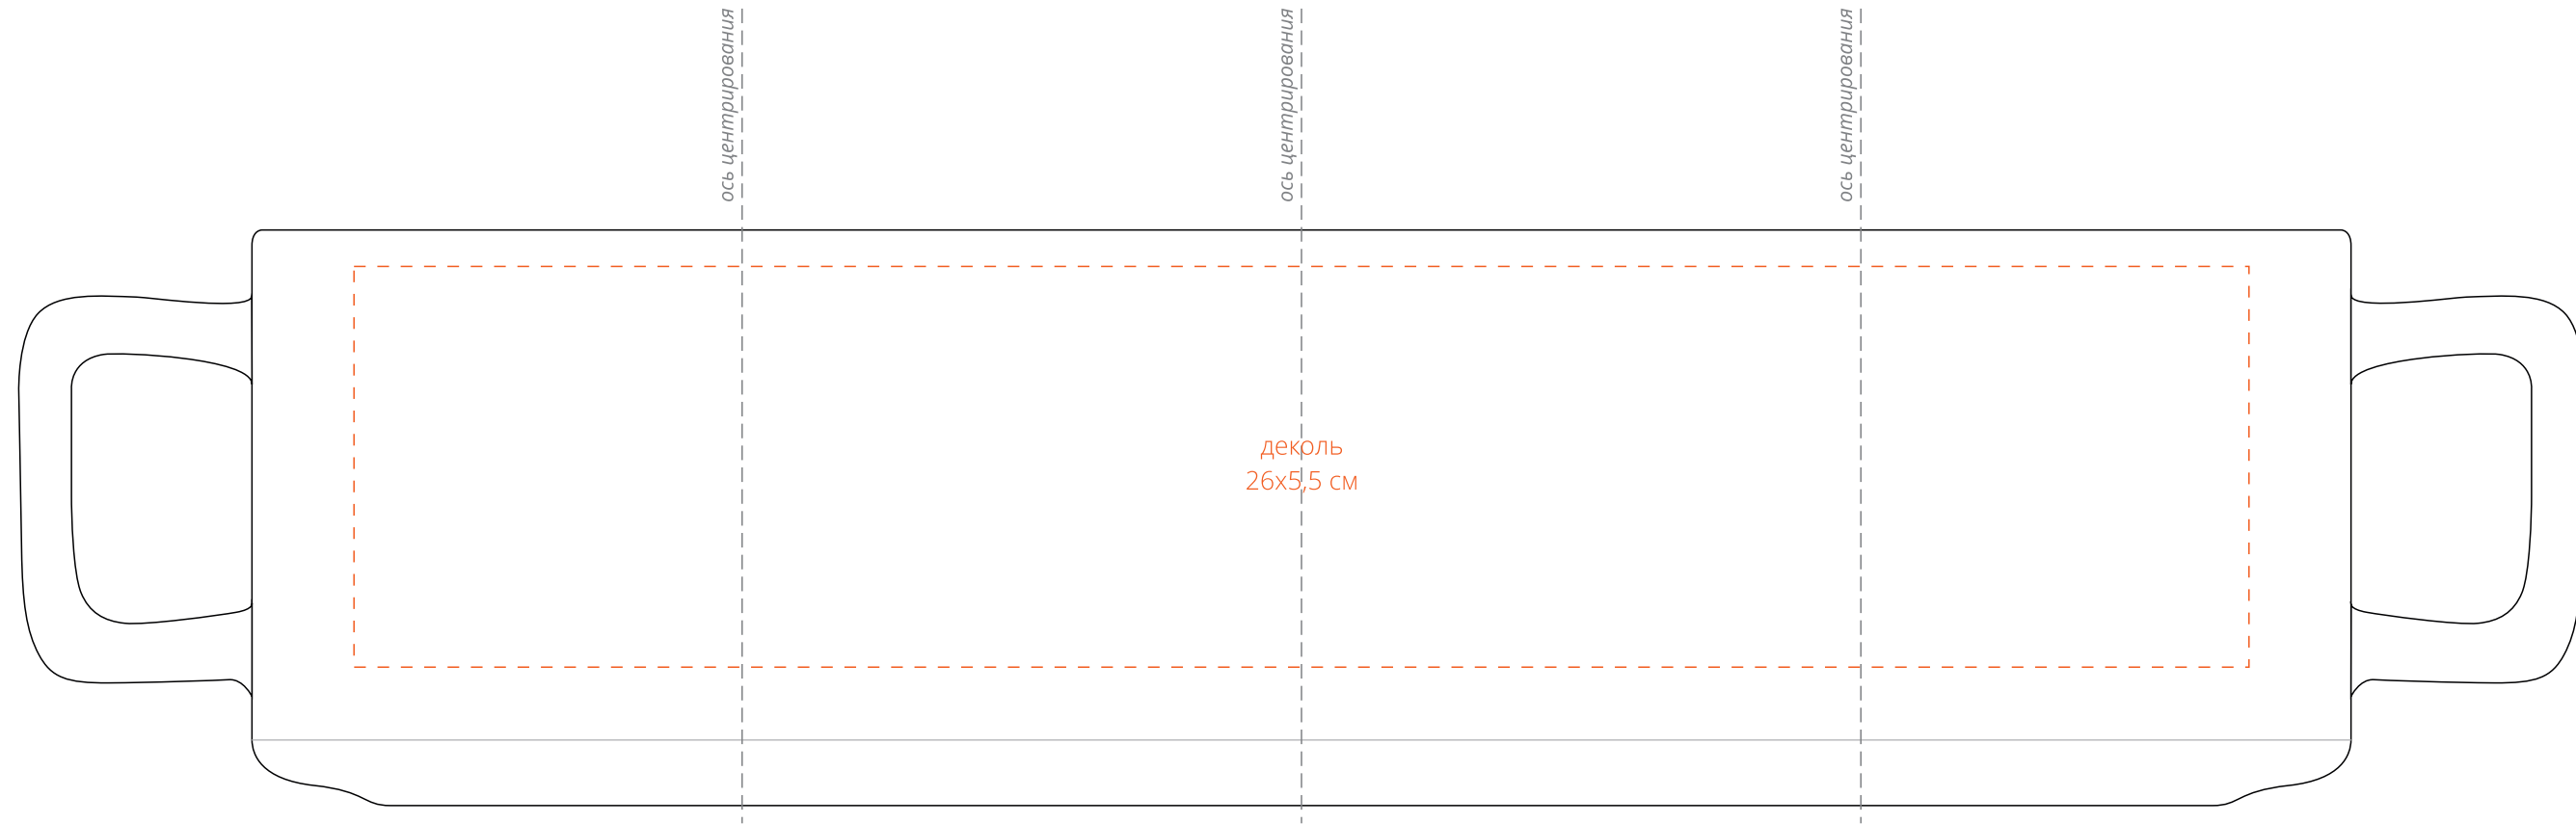 ось центрирования
ось центрирования
ось центрирования
деколь
26х5,5 см